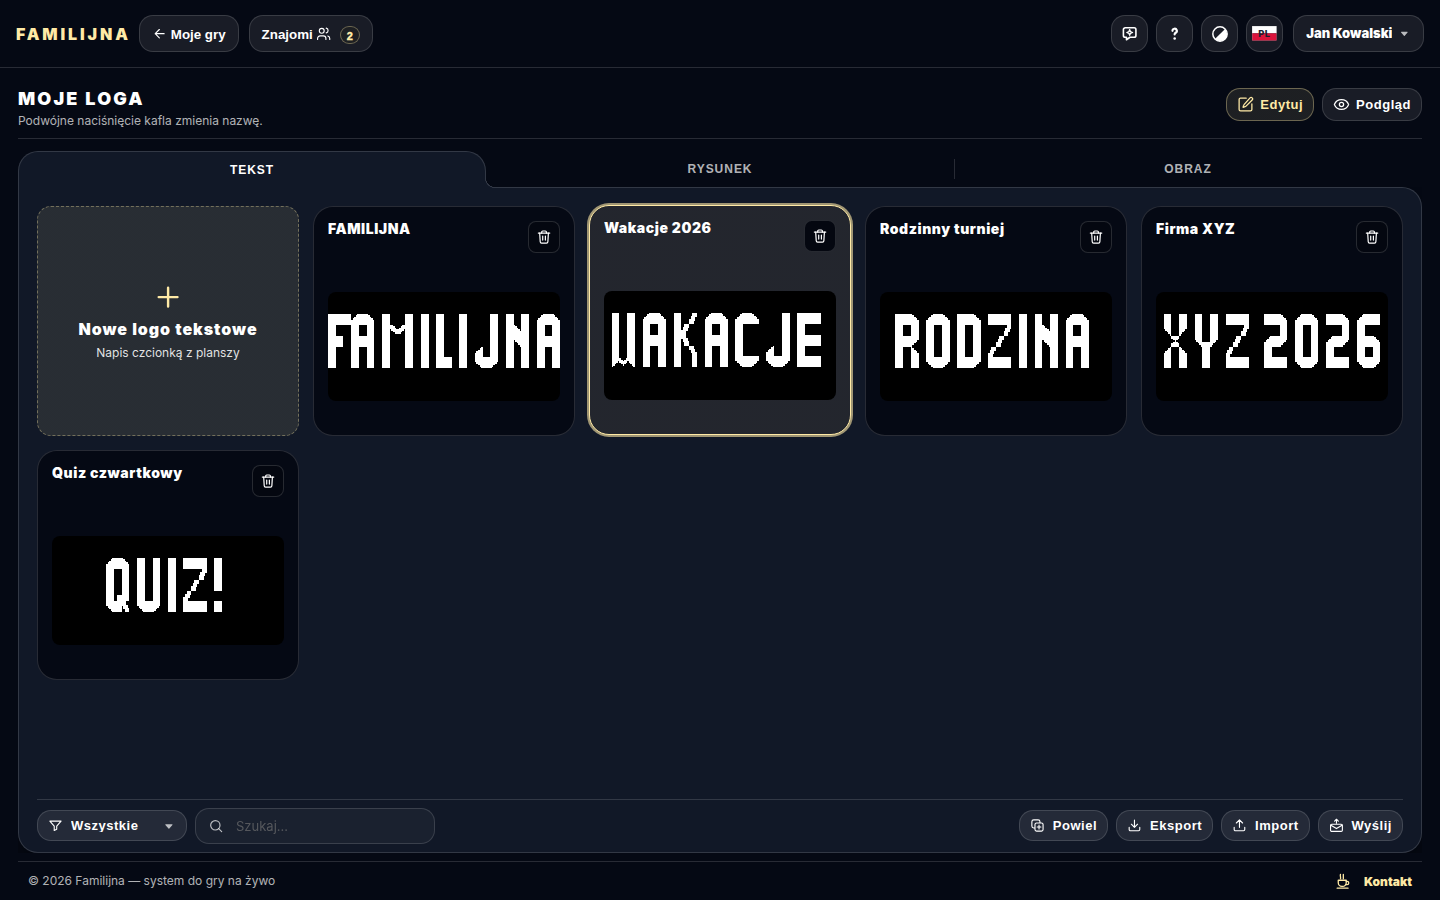 FAMILIJNA
Moje gry
Znajomi 2
?
PL
Jan Kowalski
MOJE LOGA
Podwójne naciśnięcie kafla zmienia nazwę.
Edytuj
Podgląd
TEKST
RYSUNEK
OBRAZ
Nowe logo tekstowe
Napis czcionką z planszy
FAMILIJNA
FAMILIJNA
Wakacje 2026
WAKACJE
Rodzinny turniej
RODZINA
Firma XYZ
XYZ 2026
Quiz czwartkowy
QUIZ!
Wszystkie
Szukaj...
Powiel
Eksport
Import
Wyślij
© 2026 Familijna — system do gry na żywo
Kontakt